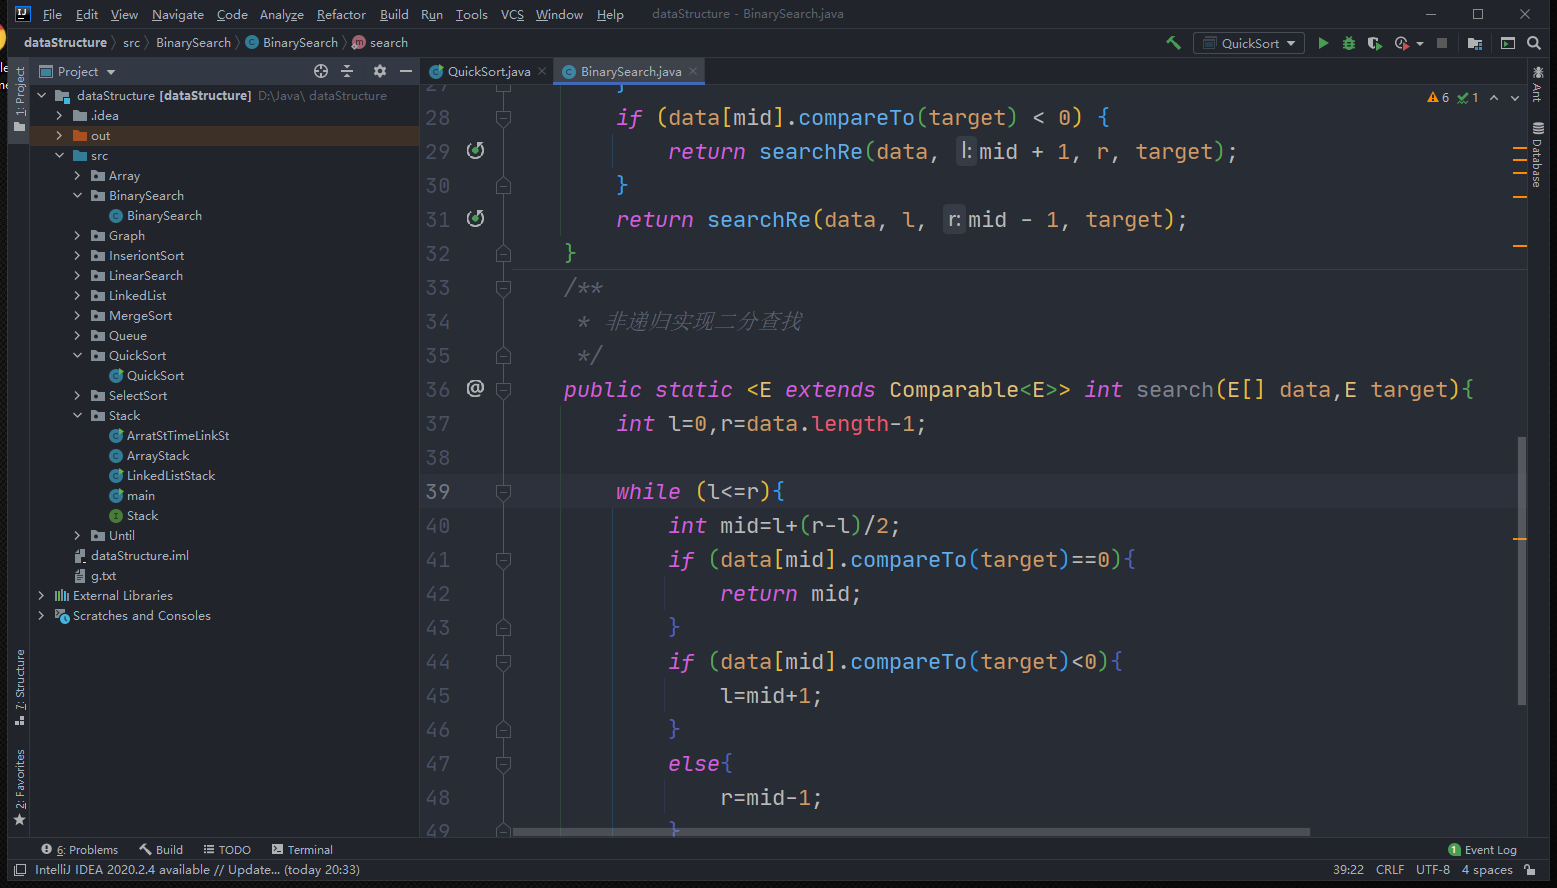 File Edit View Navigate Code Analyze Refactor Build Run Tools VCS Window Help dataStructure - BinarySearch.java
dataStructure src BinarySearch BinarySearch search QuickSort
Project QuickSort.java BinarySearch.java
1: Project
dataStructure [dataStructure] D:\Java\ dataStructure
.idea
out
src
Array
BinarySearch
BinarySearch
Graph
InseriontSort
LinearSearch
LinkedList
MergeSort
Queue
QuickSort
QuickSort
SelectSort
Stack
ArratStTimeLinkSt
ArrayStack
LinkedListStack
main
Stack
Until
dataStructure.iml
g.txt
External Libraries
Scratches and Consoles
7: Structure
2: Favorites
6 1
27 }
28 if (data[mid].compareTo(target) < 0) {
29 return searchRe(data, l: mid + 1, r, target);
30 }
31 return searchRe(data, l, r: mid - 1, target);
32 }
33 /**
34 * 非递归实现二分查找
35 */
36 @ public static <E extends Comparable<E>> int search(E[] data,E target){
37 int l=0,r=data.length-1;
38
39 while (l<=r){
40 int mid=l+(r-l)/2;
41 if (data[mid].compareTo(target)==0){
42 return mid;
43 }
44 if (data[mid].compareTo(target)<0){
45 l=mid+1;
46 }
47 else{
48 r=mid-1;
49 }
Ant
Database
6: Problems Build TODO Terminal 1 Event Log
IntelliJ IDEA 2020.2.4 available // Update... (today 20:33) 39:22 CRLF UTF-8 4 spaces